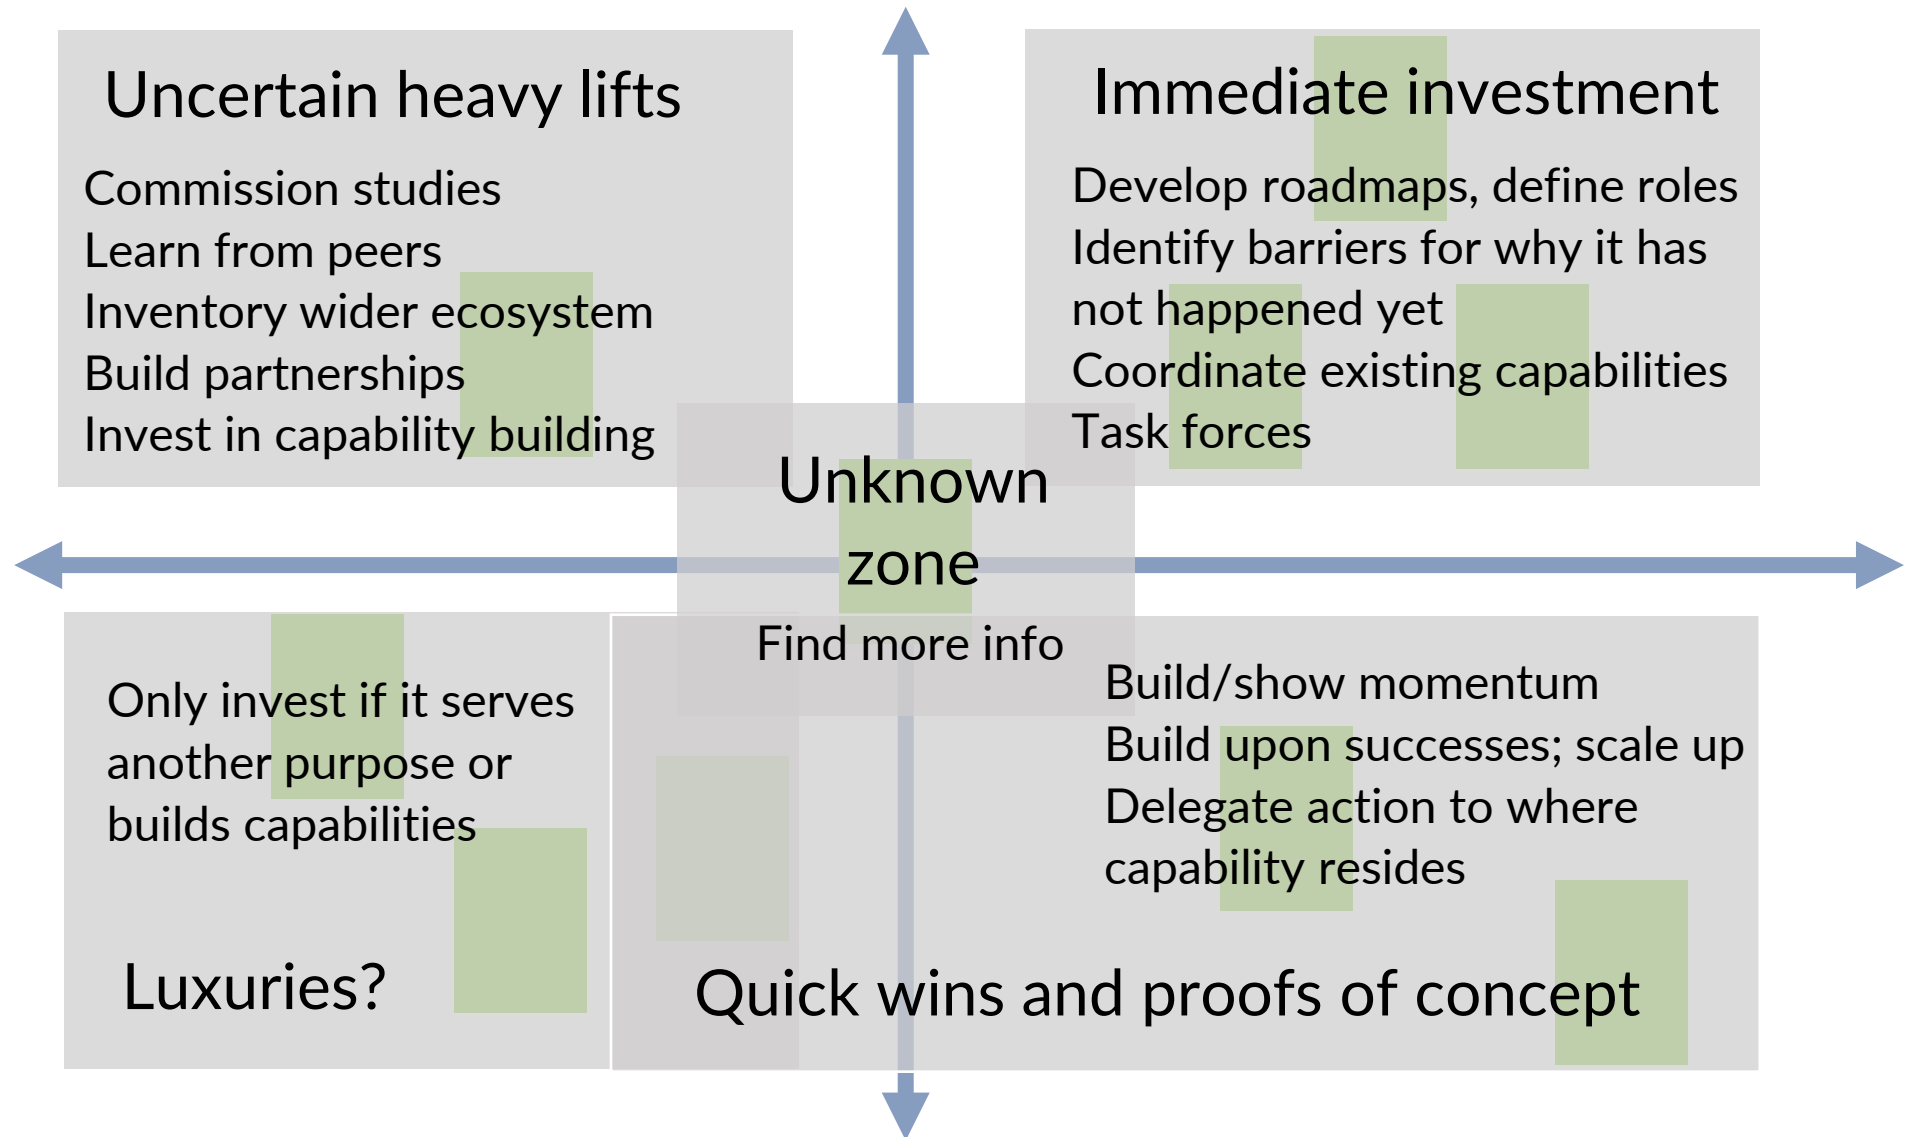 Uncertain heavy lifts
Commission studies
Learn from peers
Inventory wider ecosystem
Build partnerships
Invest in capability building
Immediate investment
Develop roadmaps, define roles
Identify barriers for why it has
not happened yet
Coordinate existing capabilities
Task forces
Unknown
zone
Find more info
Only invest if it serves
another purpose or
builds capabilities
Luxuries?
Build/show momentum
Build upon successes; scale up
Delegate action to where
capability resides
Quick wins and proofs of concept